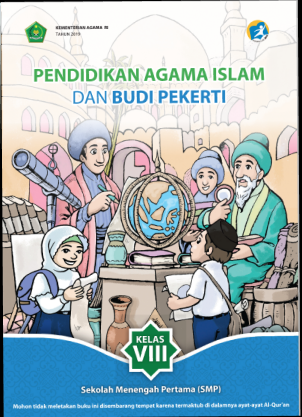 KEMENTERIAN AGAMA RI
TAHUN 2019
PENDIDIKAN AGAMA ISLAM
DAN BUDI PEKERTI
KELAS
VIII
Sekolah Menengah Pertama (SMP)
Mohon tidak meletakan buku ini disembarang tempat karena termaktub di dalamnya ayat-ayat Al-Qur'an